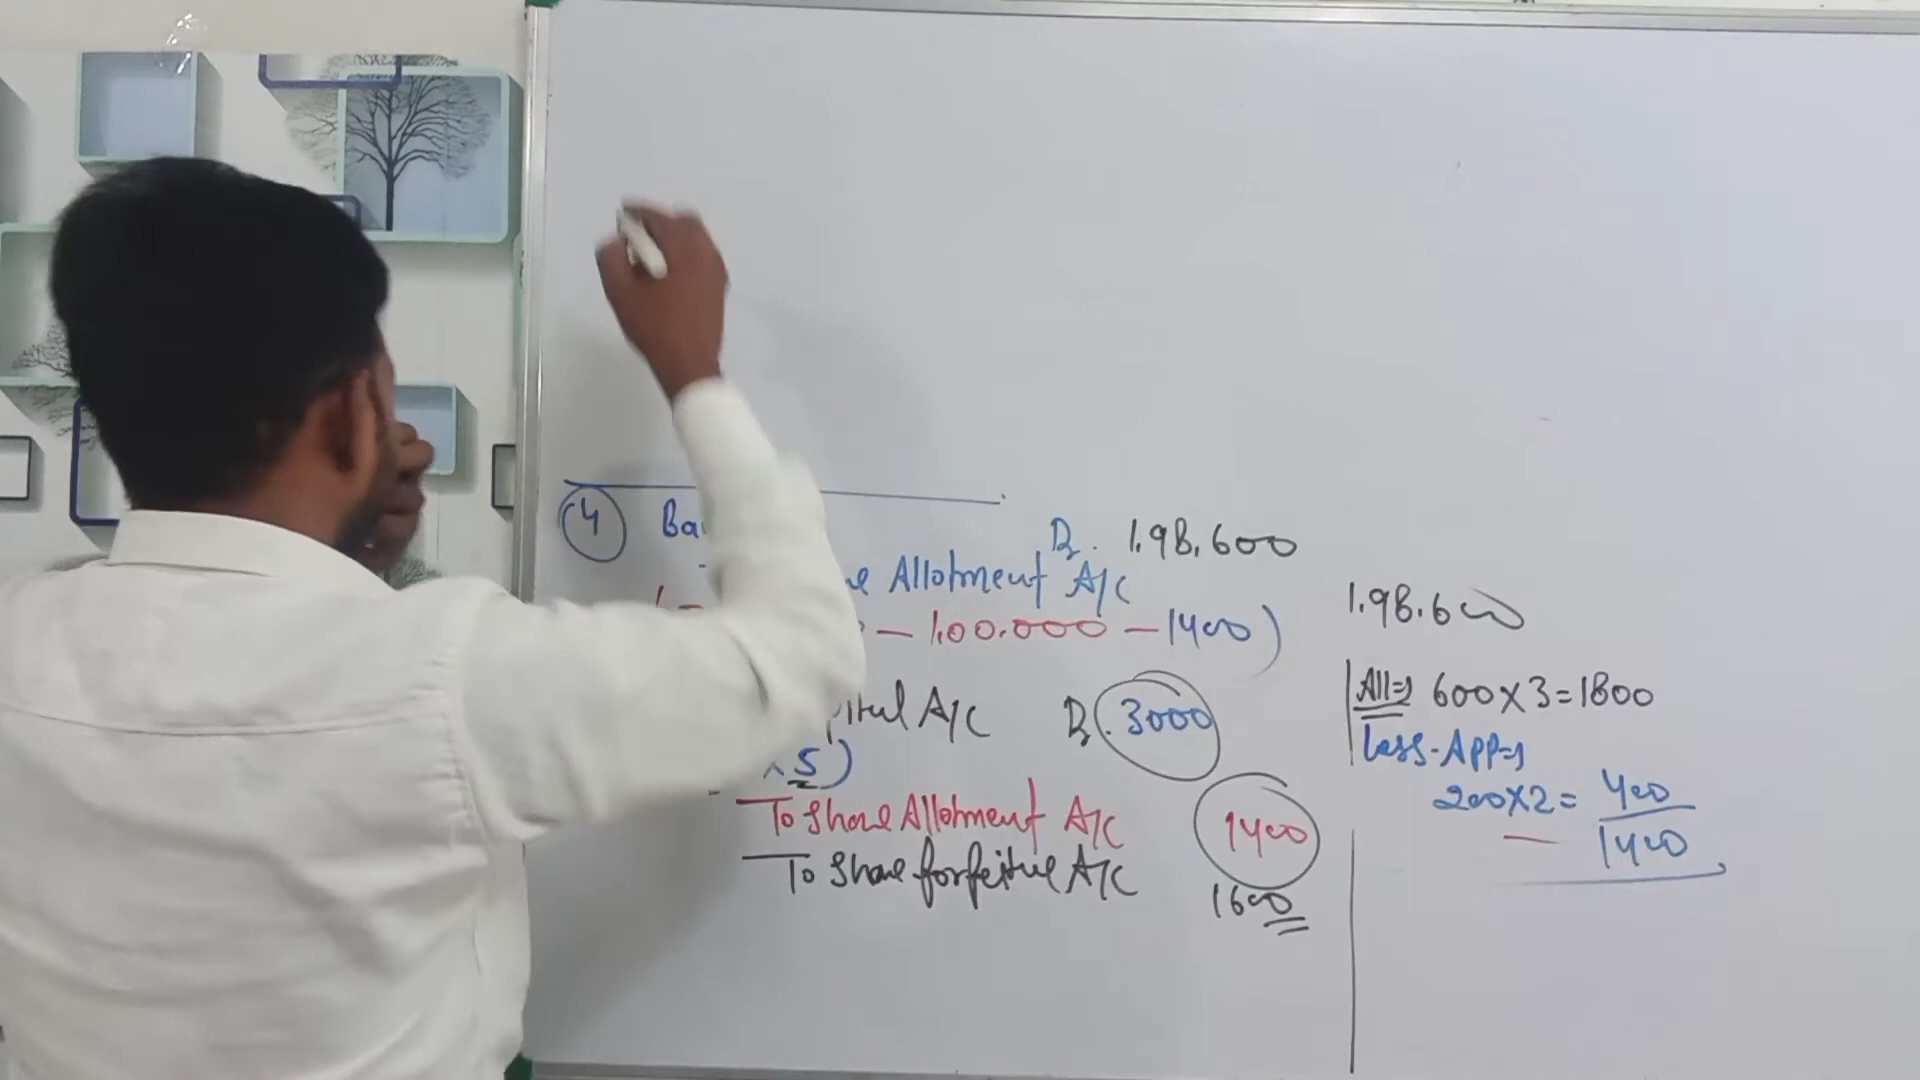 4 Ba Dr. 1,98,600
e Allotment A/C
— 1,00,000 — 1400)
pital A/C Dr. 3000
× 5)
To Share Allotment A/C 1400
To Share forfeiture A/C 1600
1,98,600
All⇒ 600×3=1800
Less-App⇒
200×2= 400
— 1400